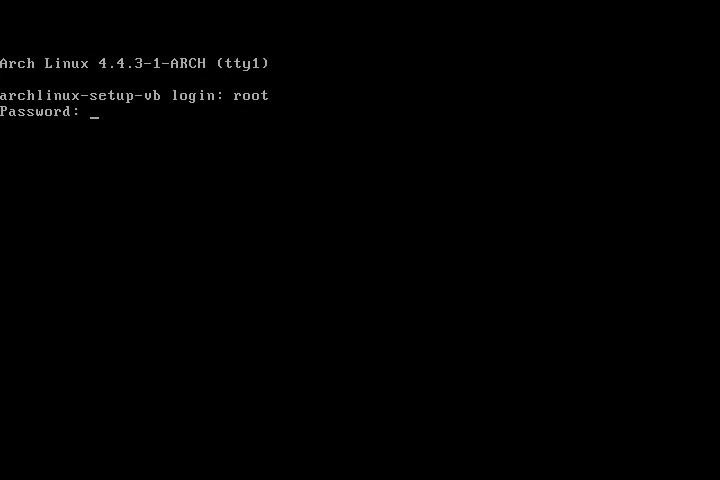 Arch Linux 4.4.3-1-ARCH (tty1)
archlinux-setup-vb login: root
Password: _